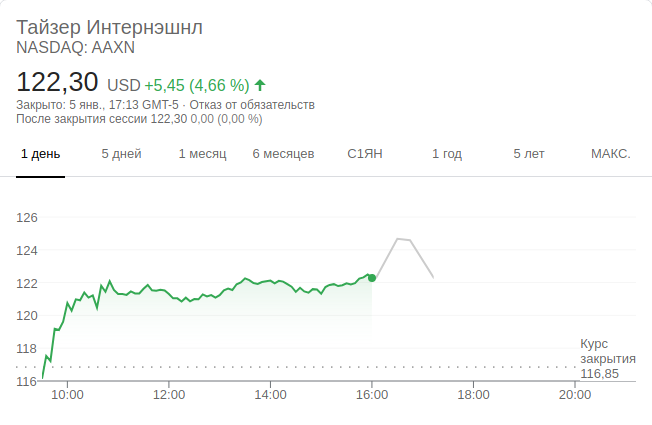 Тайзер Интернэшнл
NASDAQ: AAXN
122,30 USD +5,45 (4,66 %)
Закрыто: 5 янв., 17:13 GMT-5 · Отказ от обязательств
После закрытия сессии 122,30 0,00 (0,00 %)
1 день 5 дней 1 месяц 6 месяцев С1ЯН 1 год 5 лет МАКС.
126
124
122
120
118
116
Курс
закрытия
116,85
10:00 12:00 14:00 16:00 18:00 20:00